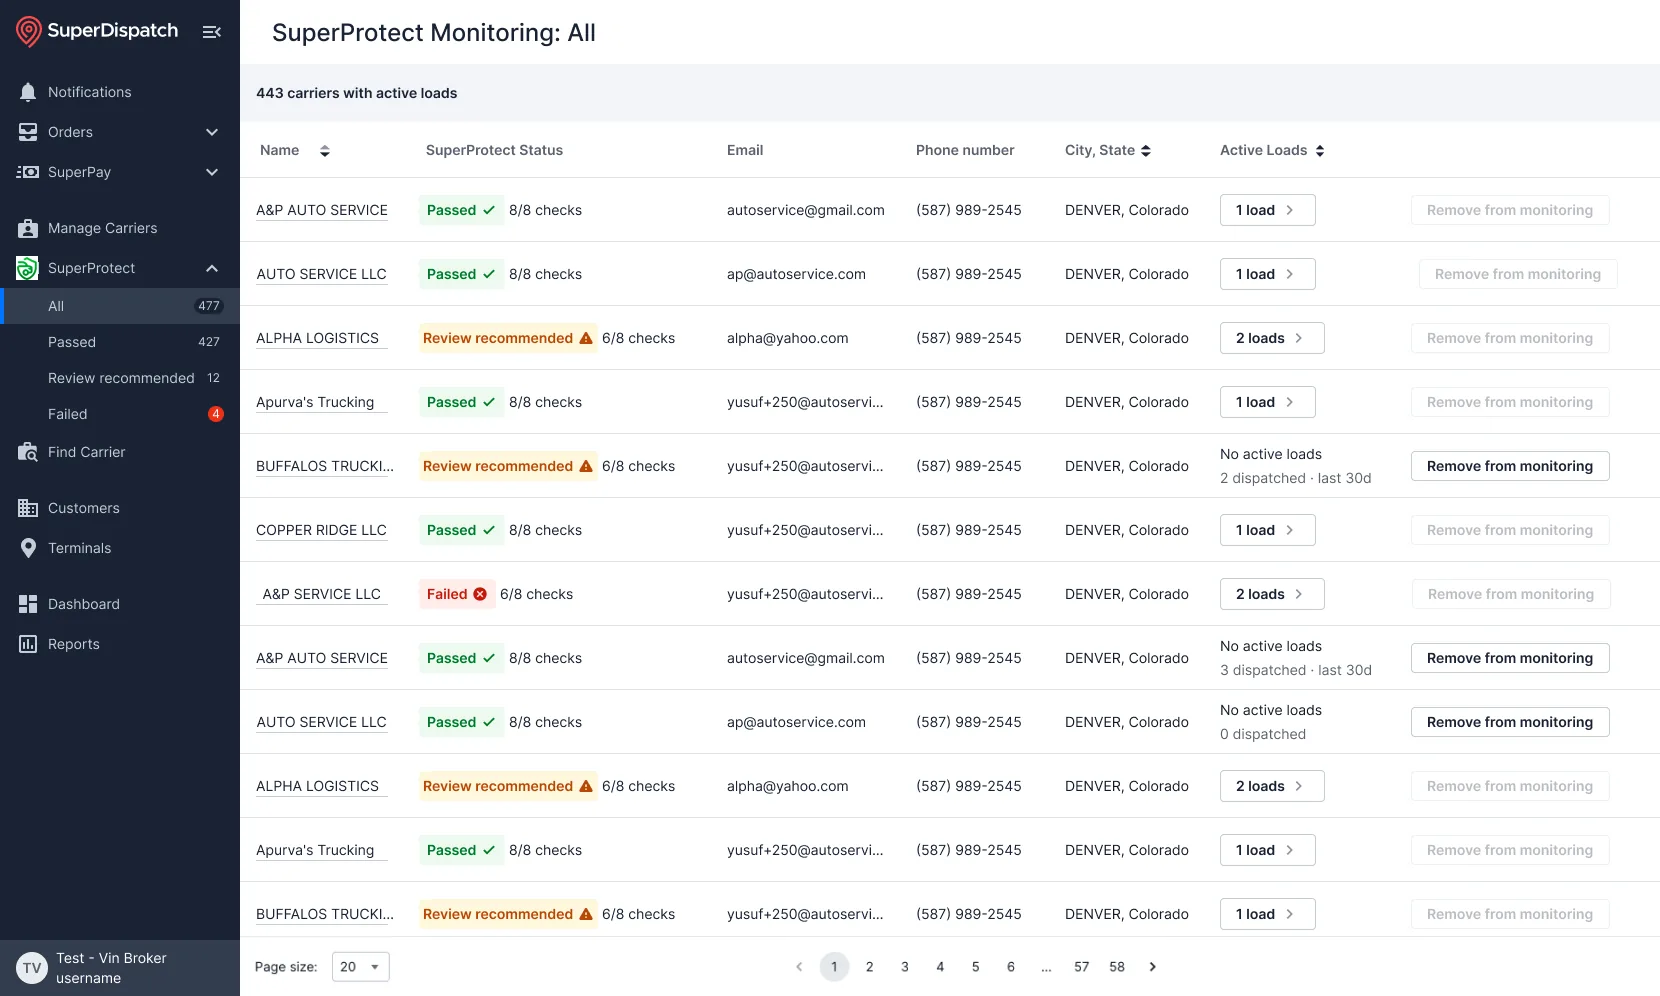 SuperDispatch
Notifications
Orders
SuperPay
Manage Carriers
SuperProtect
All 477
Passed 427
Review recommended 12
Failed 4
Find Carrier
Customers
Terminals
Dashboard
Reports
TV
Test - Vin Broker
username
SuperProtect Monitoring: All
443 carriers with active loads
Name SuperProtect Status Email Phone number City, State Active Loads
A&P AUTO SERVICE Passed 8/8 checks autoservice@gmail.com (587) 989-2545 DENVER, Colorado 1 load Remove from monitoring
AUTO SERVICE LLC Passed 8/8 checks ap@autoservice.com (587) 989-2545 DENVER, Colorado 1 load Remove from monitoring
ALPHA LOGISTICS Review recommended 6/8 checks alpha@yahoo.com (587) 989-2545 DENVER, Colorado 2 loads Remove from monitoring
Apurva's Trucking Passed 8/8 checks yusuf+250@autoservi... (587) 989-2545 DENVER, Colorado 1 load Remove from monitoring
BUFFALOS TRUCKI... Review recommended 6/8 checks yusuf+250@autoservi... (587) 989-2545 DENVER, Colorado No active loads Remove from monitoring
2 dispatched · last 30d
COPPER RIDGE LLC Passed 8/8 checks yusuf+250@autoservi... (587) 989-2545 DENVER, Colorado 1 load Remove from monitoring
A&P SERVICE LLC Failed 6/8 checks yusuf+250@autoservi... (587) 989-2545 DENVER, Colorado 2 loads Remove from monitoring
A&P AUTO SERVICE Passed 8/8 checks autoservice@gmail.com (587) 989-2545 DENVER, Colorado No active loads Remove from monitoring
3 dispatched · last 30d
AUTO SERVICE LLC Passed 8/8 checks ap@autoservice.com (587) 989-2545 DENVER, Colorado No active loads Remove from monitoring
0 dispatched
ALPHA LOGISTICS Review recommended 6/8 checks alpha@yahoo.com (587) 989-2545 DENVER, Colorado 2 loads Remove from monitoring
Apurva's Trucking Passed 8/8 checks yusuf+250@autoservi... (587) 989-2545 DENVER, Colorado 1 load Remove from monitoring
BUFFALOS TRUCKI... Review recommended 6/8 checks yusuf+250@autoservi... (587) 989-2545 DENVER, Colorado 1 load Remove from monitoring
Page size: 20 1 2 3 4 5 6 ... 57 58